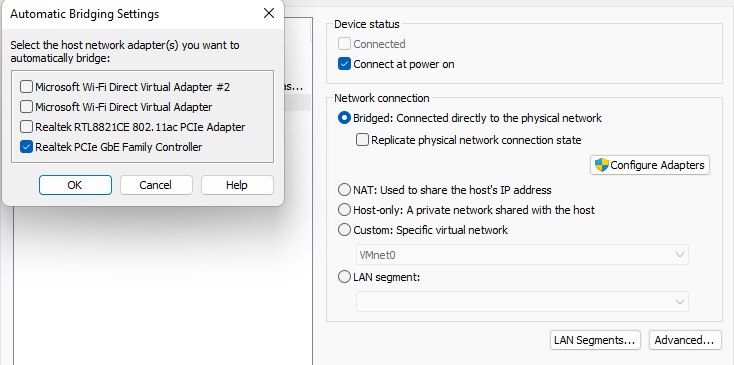 Automatic Bridging Settings
Select the host network adapter(s) you want to
automatically bridge:
Microsoft Wi-Fi Direct Virtual Adapter #2
Microsoft Wi-Fi Direct Virtual Adapter
Realtek RTL8821CE 802.11ac PCIe Adapter
Realtek PCIe GbE Family Controller
OK
Cancel
Help
as...
Device status
Connected
Connect at power on
Network connection
Bridged: Connected directly to the physical network
Replicate physical network connection state
Configure Adapters
NAT: Used to share the host's IP address
Host-only: A private network shared with the host
Custom: Specific virtual network
VMnet0
LAN segment:
LAN Segments...
Advanced...